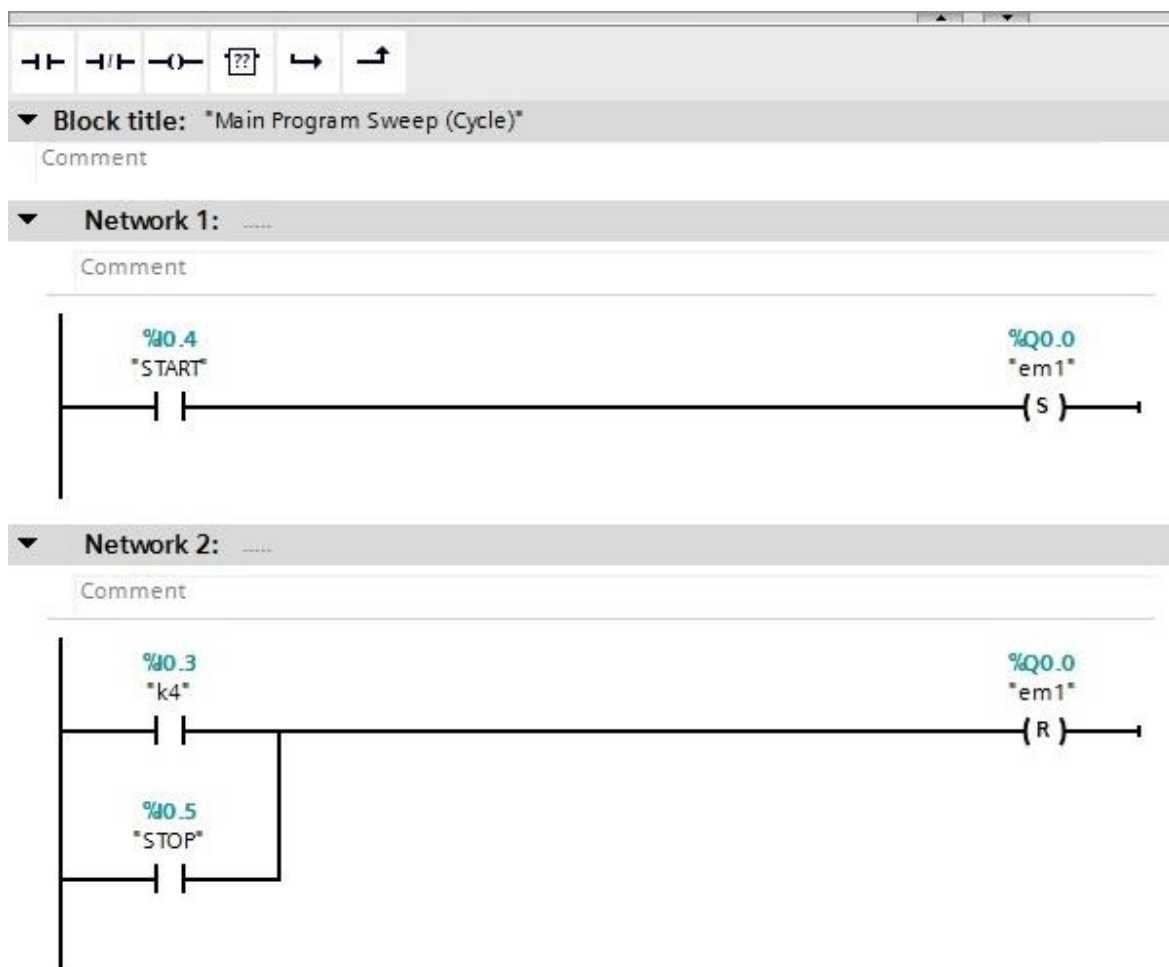 ??
Block title: "Main Program Sweep (Cycle)"
Comment
Network 1: .....
Comment
%I0.4 %Q0.0
"START" "em1"
S
Network 2: .....
Comment
%I0.3 %Q0.0
"k4" "em1"
R
%I0.5
"STOP"